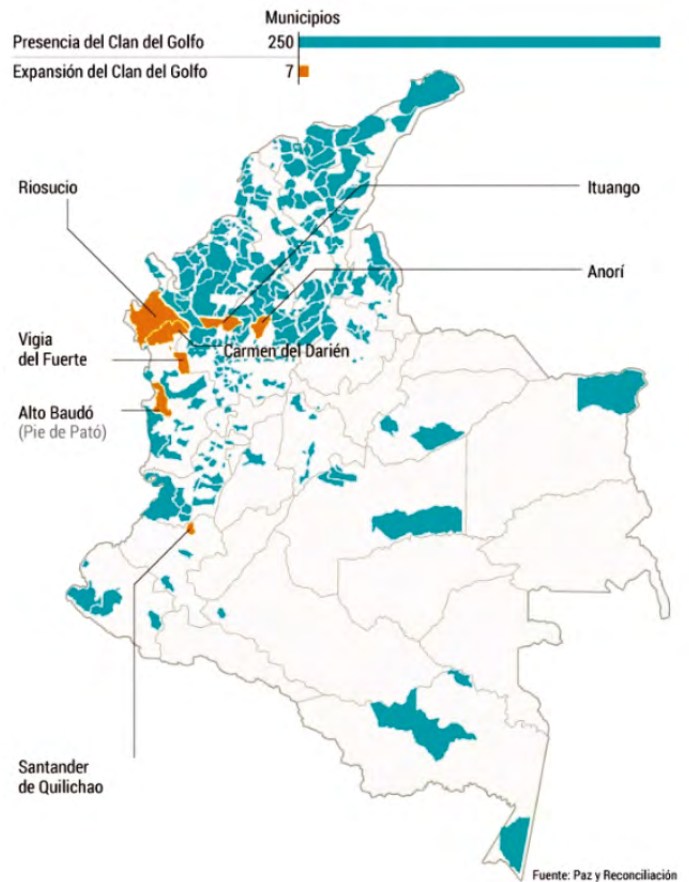 Municipios
Presencia del Clan del Golfo 250
Expansión del Clan del Golfo 7
Riosucio
Ituango
Anorí
Vigia
del Fuerte
Carmen del Darién
Alto Baudó
(Pie de Pató)
Santander
de Quilichao
Fuente: Paz y Reconciliación